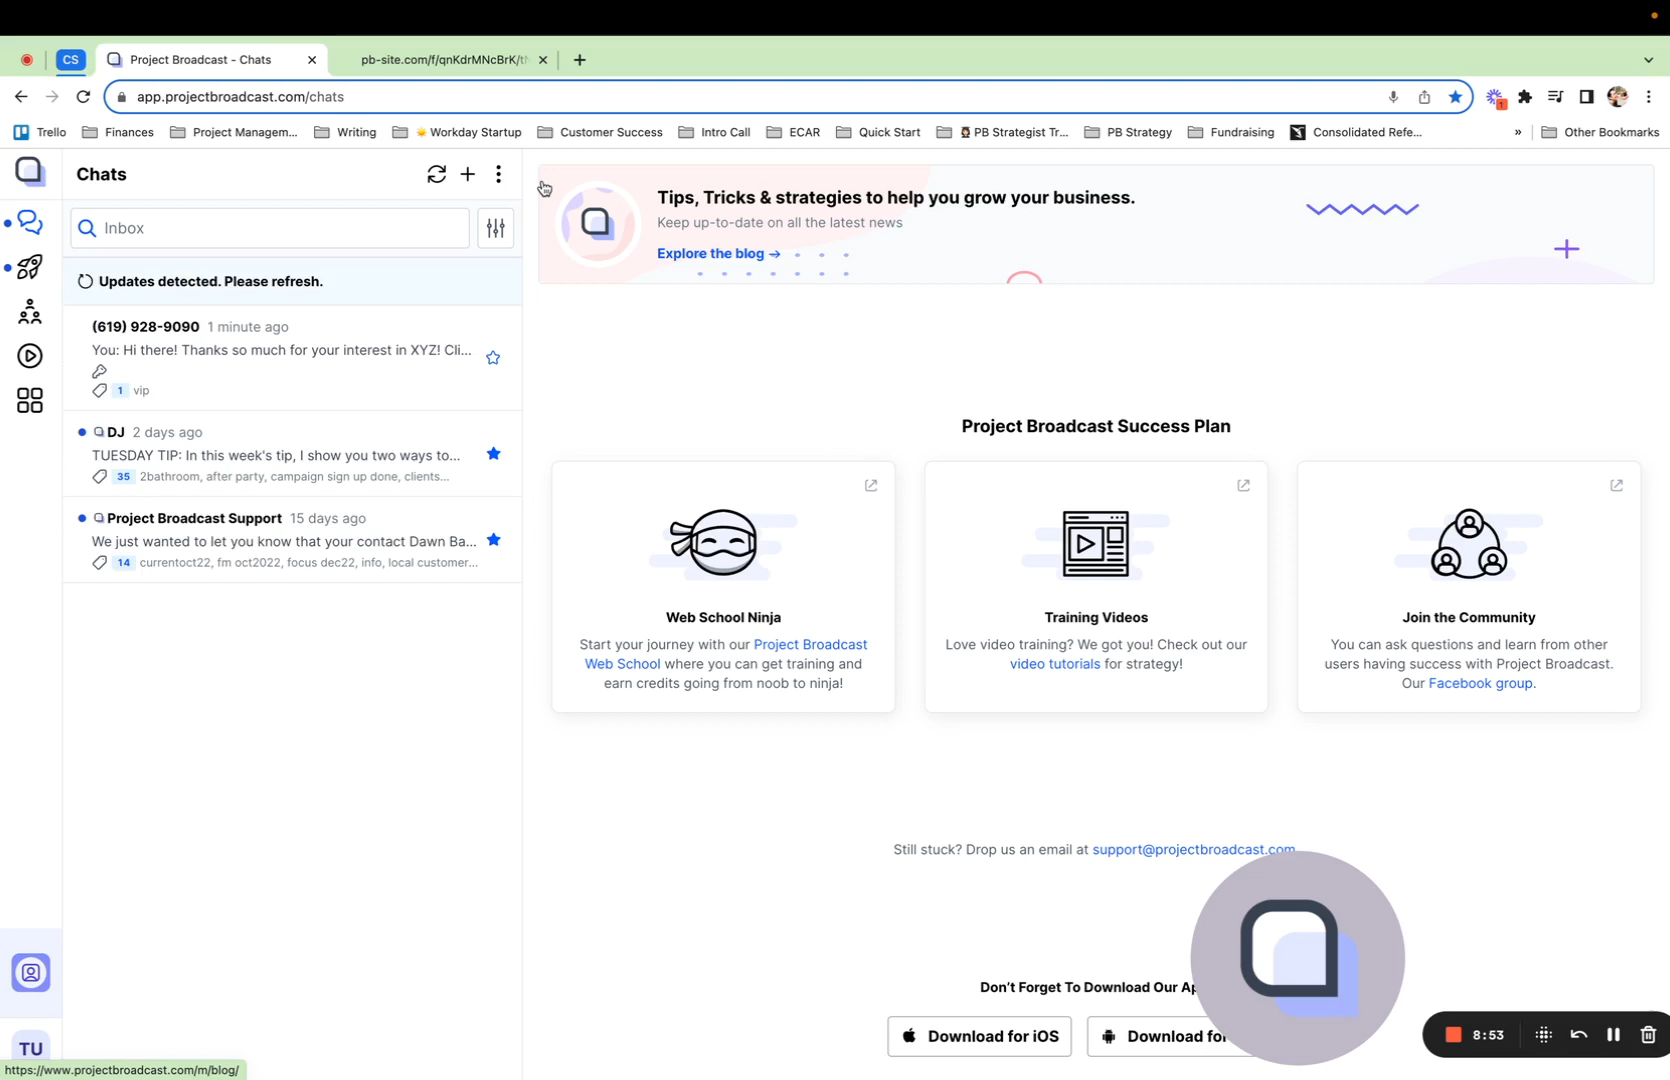 CS
Project Broadcast - Chats
pb-site.com/f/qnKdrMNcBrK/t
app.projectbroadcast.com/chats
1
Trello
Finances
Project Managem...
Writing
Workday Startup
Customer Success
Intro Call
ECAR
Quick Start
PB Strategist Tr...
PB Strategy
Fundraising
Consolidated Refe...
»
Other Bookmarks
Chats
Inbox
Updates detected. Please refresh.
(619) 928-9090 1 minute ago
You: Hi there! Thanks so much for your interest in XYZ! Cli...
1 vip
DJ 2 days ago
TUESDAY TIP: In this week's tip, I show you two ways to...
35 2bathroom, after party, campaign sign up done, clients...
Project Broadcast Support 15 days ago
We just wanted to let you know that your contact Dawn Ba...
14 currentoct22, fm oct2022, focus dec22, info, local customer...
Tips, Tricks & strategies to help you grow your business.
Keep up-to-date on all the latest news
Explore the blog →
Project Broadcast Success Plan
Web School Ninja
Start your journey with our Project Broadcast
Web School where you can get training and
earn credits going from noob to ninja!
Training Videos
Love video training? We got you! Check out our
video tutorials for strategy!
Join the Community
You can ask questions and learn from other
users having success with Project Broadcast.
Our Facebook group.
Still stuck? Drop us an email at support@projectbroadcast.com
Don't Forget To Download Our Ap
Download for iOS
Download for
8:53
TU
https://www.projectbroadcast.com/m/blog/